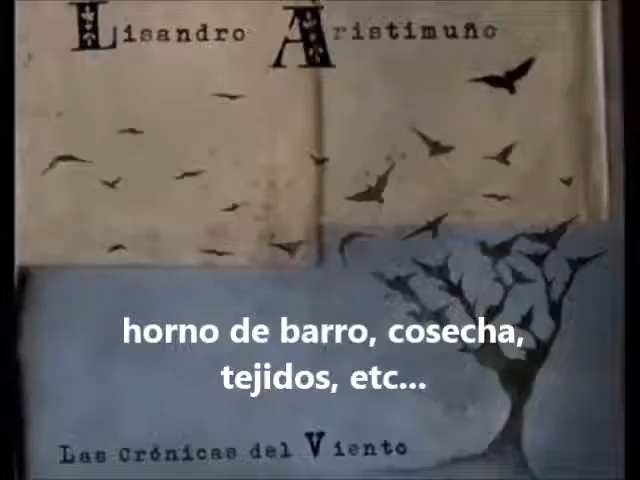 Lisandro Aristimuño
horno de barro, cosecha,
tejidos, etc...
Las Crónicas del Viento